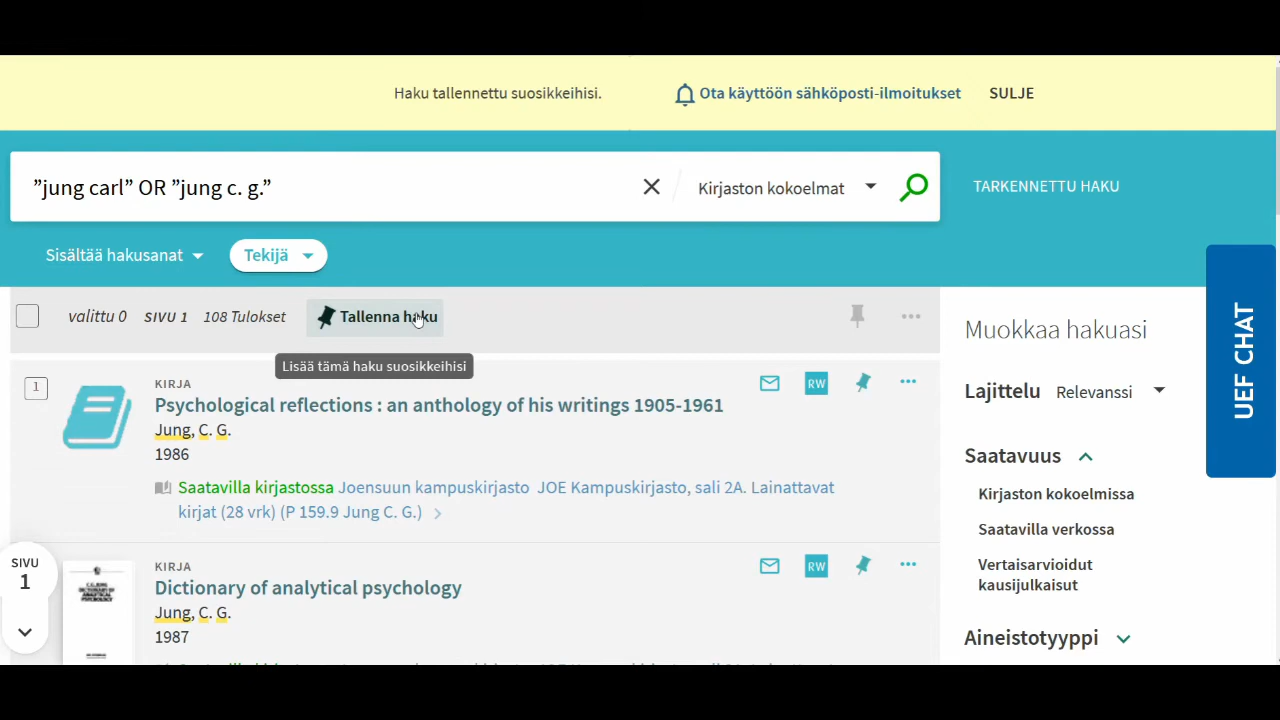 Haku tallennettu suosikkeihisi.
Ota käyttöön sähköposti-ilmoitukset
SULJE
”jung carl” OR ”jung c. g.”
Kirjaston kokoelmat
TARKENNETTU HAKU
Sisältää hakusanat
Tekijä
valittu 0 SIVU 1 108 Tulokset
Tallenna haku
Lisää tämä haku suosikkeihisi
1
KIRJA
RW
Psychological reflections : an anthology of his writings 1905-1961
Jung, C. G.
1986
Saatavilla kirjastossa Joensuun kampuskirjasto JOE Kampuskirjasto, sali 2A. Lainattavat
kirjat (28 vrk) (P 159.9 Jung C. G.)
KIRJA
RW
Dictionary of analytical psychology
Jung, C. G.
1987
SIVU
1
Muokkaa hakuasi
Lajittelu Relevanssi
Saatavuus
Kirjaston kokoelmissa
Saatavilla verkossa
Vertaisarvioidut
kausijulkaisut
Aineistotyyppi
UEF CHAT